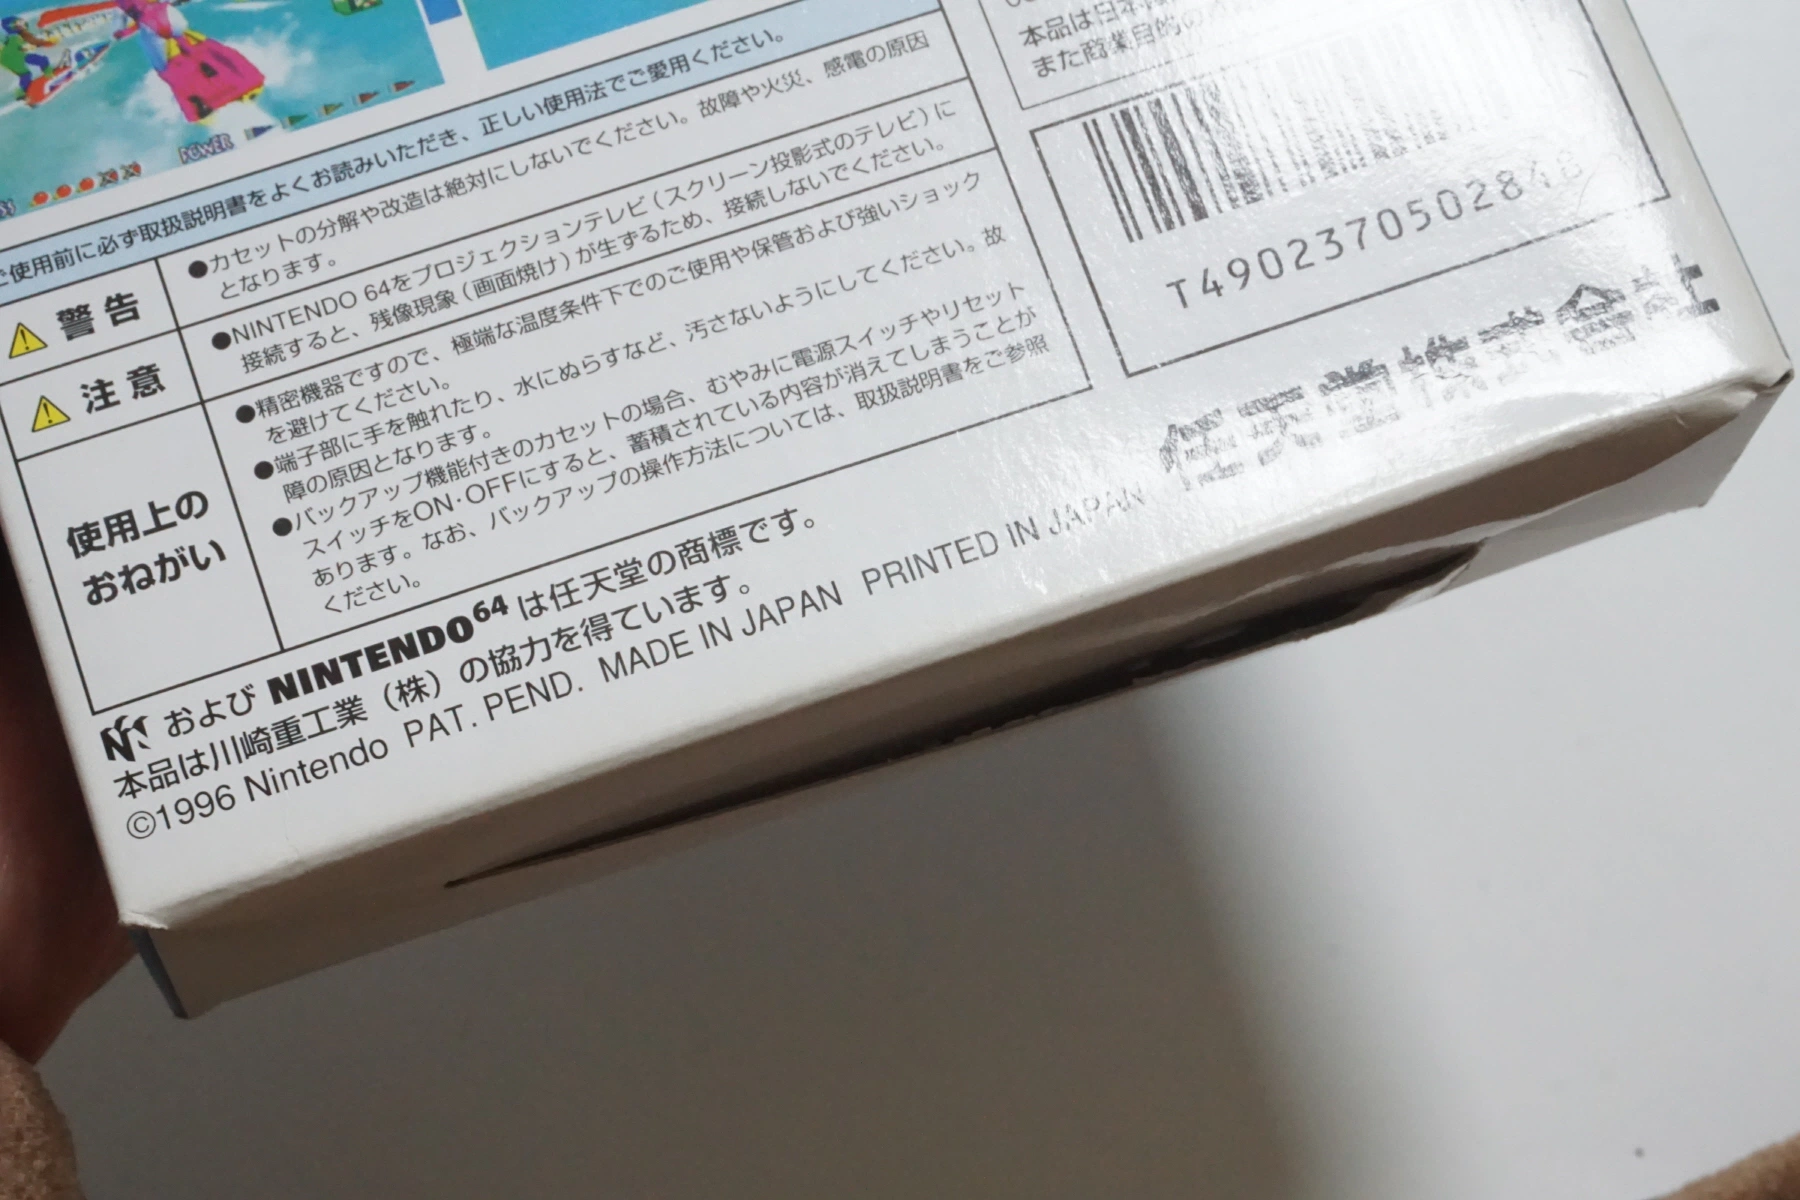 POWER
使用前に必ず取扱説明書をよくお読みいただき、正しい使用法でご愛用ください。
警告
●カセットの分解や改造は絶対にしないでください。故障や火災、感電の原因
となります。
注意
●NINTENDO 64をプロジェクションテレビ(スクリーン投影式のテレビ)に
接続すると、残像現象(画面焼け)が生ずるため、接続しないでください。
使用上の
おねがい
●精密機器ですので、極端な温度条件下でのご使用や保管および強いショック
を避けてください。
●端子部に手を触れたり、水にぬらすなど、汚さないようにしてください。故
障の原因となります。
●バックアップ機能付きのカセットの場合、むやみに電源スイッチやリセット
スイッチをON·OFFにすると、蓄積されている内容が消えてしまうことが
あります。なお、バックアップの操作方法については、取扱説明書をご参照
ください。
および NINTENDO64 は任天堂の商標です。
本品は川崎重工業（株）の協力を得ています。
©1996 Nintendo PAT. PEND. MADE IN JAPAN PRINTED IN JAPAN
本品は日本
また商業目的の
T4902370502848
任天堂株式会社